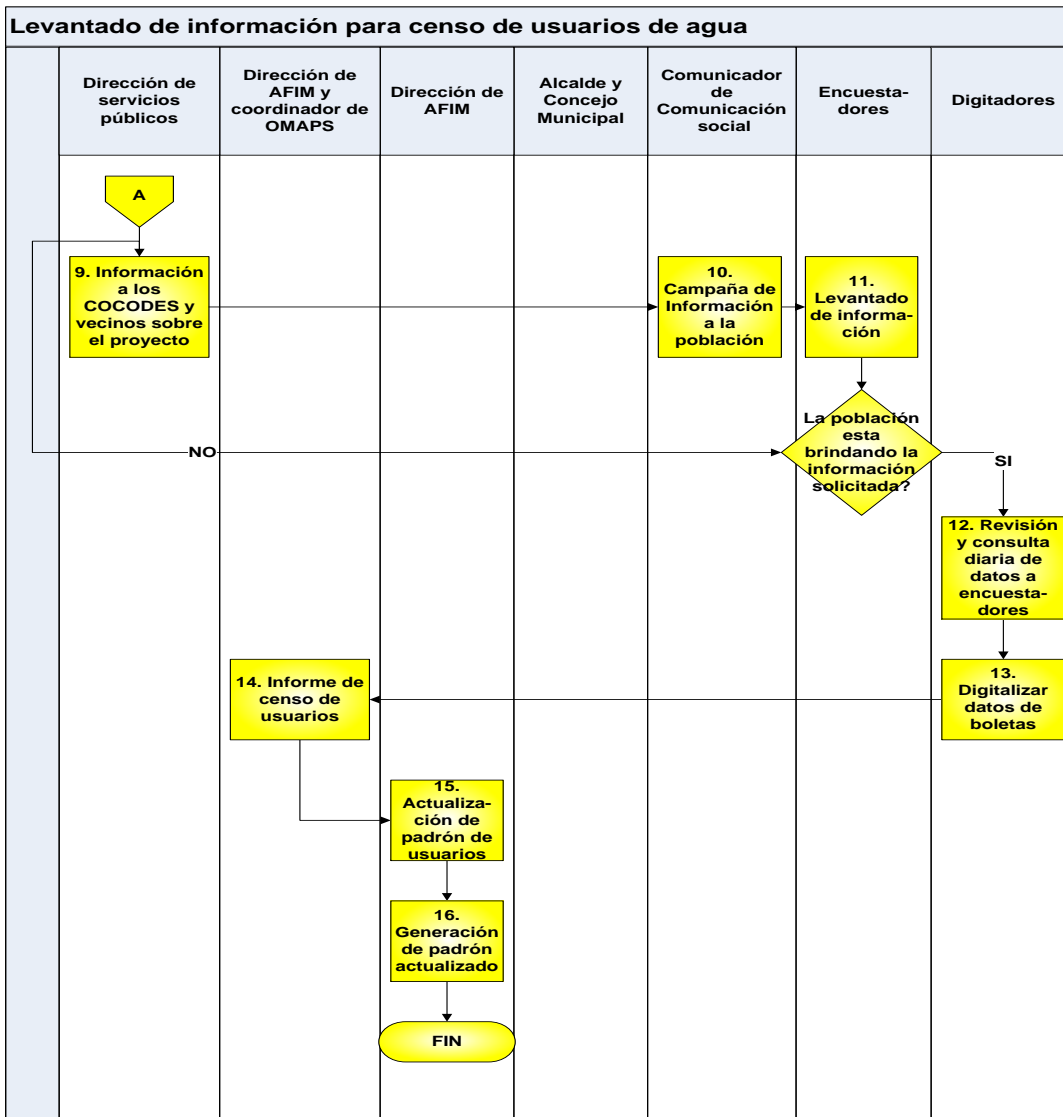 Levantado de información para censo de usuarios de agua
Dirección de
servicios
públicos
Dirección de
AFIM y
coordinador de
OMAPS
Dirección de
AFIM
Alcalde y
Concejo
Municipal
Comunicador
de
Comunicación
social
Encuesta-
dores
Digitadores
A
9. Información
a los
COCODES y
vecinos sobre
el proyecto
10.
Campaña de
Información
a la
población
11.
Levantado
de informa-
ción
La población
esta
brindando la
información
solicitada?
NO
SI
12. Revisión
y consulta
diaria de
datos a
encuesta-
dores
13.
Digitalizar
datos de
boletas
14. Informe de
censo de
usuarios
15.
Actualiza-
ción de
padrón de
usuarios
16.
Generación
de padrón
actualizado
FIN